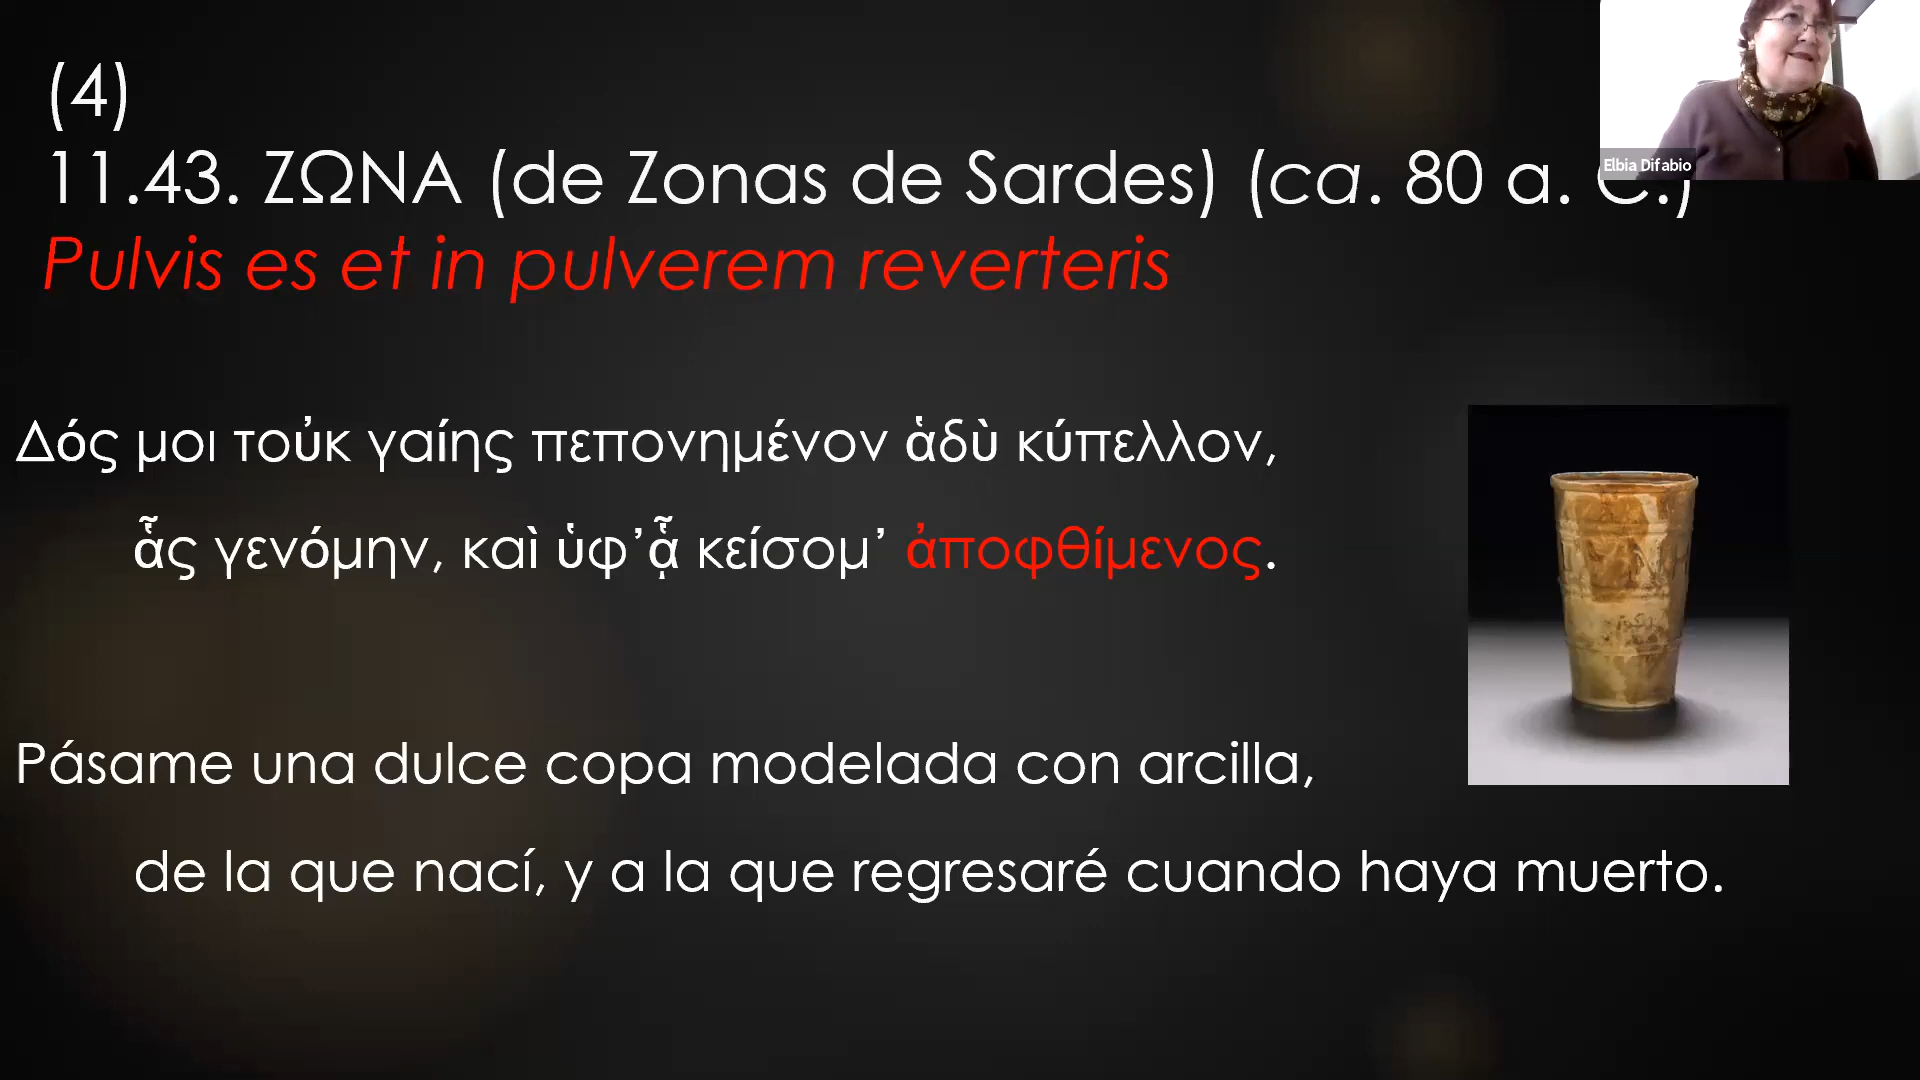 (4)
11.43. ΖΩΝΑ (de Zonas de Sardes) (ca. 80 a. C.)
Elbia Difabio
Pulvis es et in pulverem reverteris
Δός μοι τοὐκ γαίης πεπονημένον ἁδὺ κύπελλον,
ἇς γενόμην, καὶ ὑφ’ᾇ κείσομ’ ἀποφθίμενος.
Pásame una dulce copa modelada con arcilla,
de la que nací, y a la que regresaré cuando haya muerto.